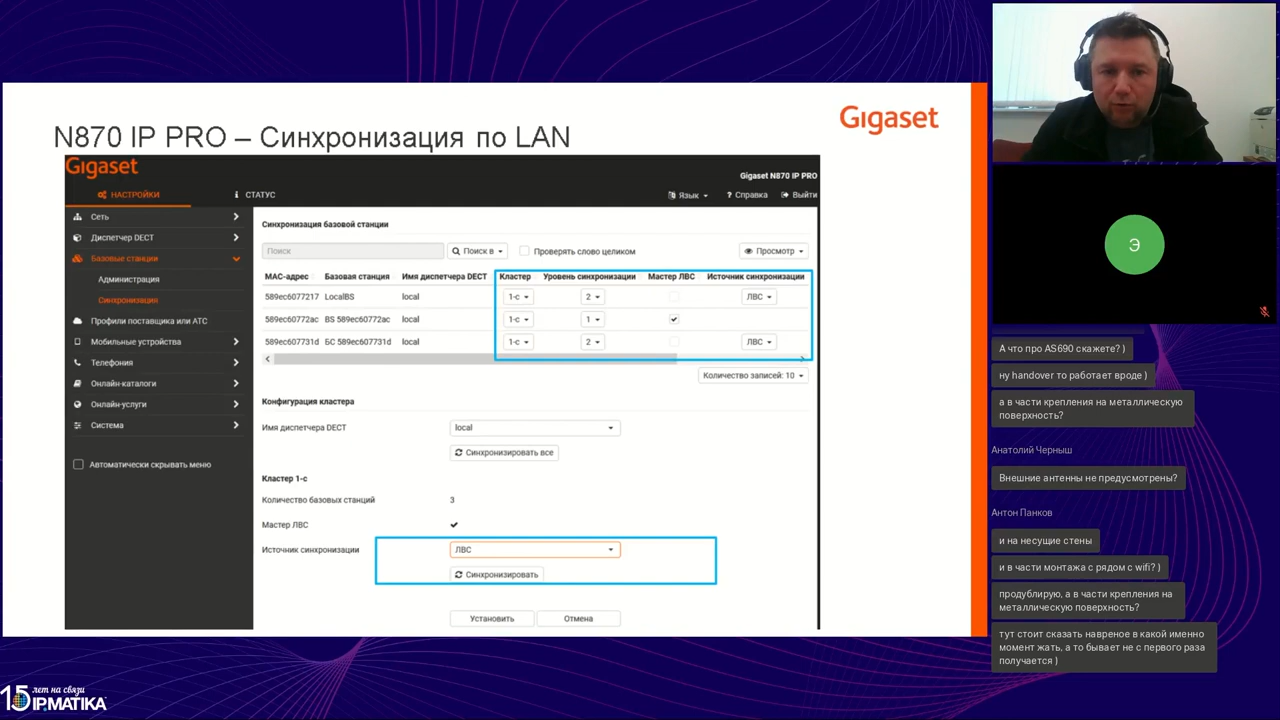 N870 IP PRO – Синхронизация по LAN
Gigaset
Gigaset
Gigaset N870 IP PRO
НАСТРОЙКИ
СТАТУС
Язык
Справка
Выйти
Сеть
Диспетчер DECT
Базовые станции
Администрация
Синхронизация
Профили поставщика или АТС
Мобильные устройства
Телефония
Онлайн-каталоги
Онлайн-услуги
Система
Автоматически скрывать меню
Синхронизация базовой станции
Поиск
Поиск в
Проверять слово целиком
Просмотр
МАС-адрес Базовая станция Имя диспетчера DECT Кластер Уровень синхронизации Мастер ЛВС Источник синхронизации
589ec6077217 LocalBS local 1-с 2 ЛВС
589ec60772ac BS 589ec60772ac local 1-с 1
589ec607731d БС 589ec607731d local 1-с 2 ЛВС
Количество записей: 10
Конфигурация кластера
Имя диспетчера DECT local
Синхронизировать все
Кластер 1-с
Количество базовых станций 3
Мастер ЛВС
Источник синхронизации ЛВС
Синхронизировать
Установить Отмена
15 лет на связи
IPMATIKA
Э
А что про AS690 скажете? )
ну handover то работает вроде )
а в части крепления на металлическую
поверхность?
Анатолий Черныш
Внешние антенны не предусмотрены?
Антон Панков
и на несущие стены
и в части монтажа с рядом с wifi? )
продублирую, а в части крепления на
металлическую поверхность?
тут стоит сказать навреное в какой именно
момент жать, а то бывает не с первого раза
получается )